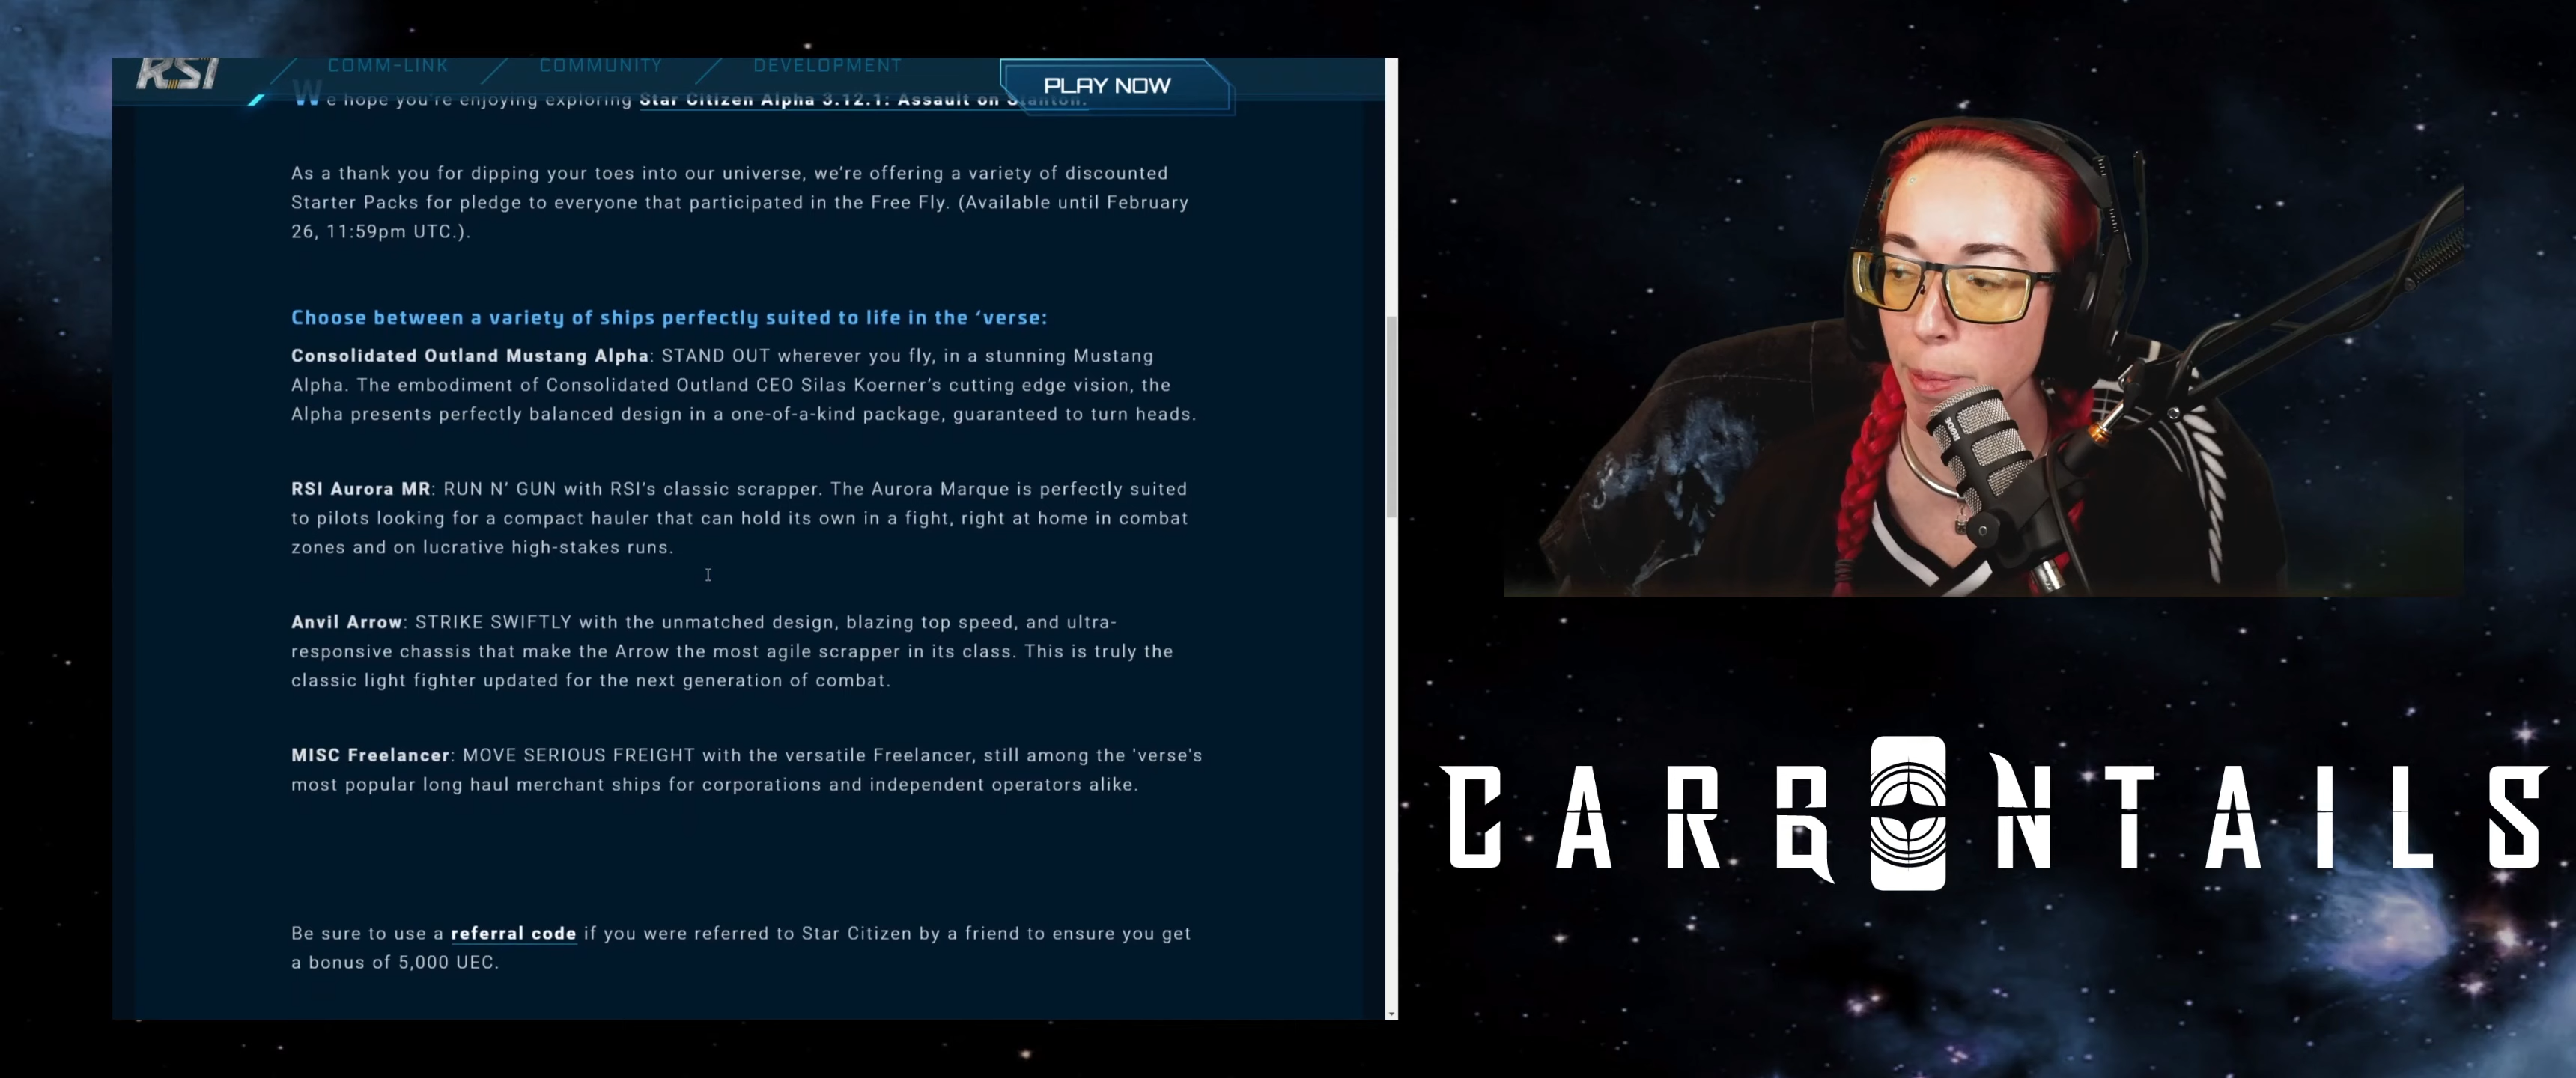 RSI
COMM-LINK
COMMUNITY
DEVELOPMENT
PLAY NOW
We hope you're enjoying exploring Star Citizen Alpha 3.12.1: Assault on Stanton.
As a thank you for dipping your toes into our universe, we're offering a variety of discounted
Starter Packs for pledge to everyone that participated in the Free Fly. (Available until February
26, 11:59pm UTC.).
Choose between a variety of ships perfectly suited to life in the ‘verse:
Consolidated Outland Mustang Alpha: STAND OUT wherever you fly, in a stunning Mustang
Alpha. The embodiment of Consolidated Outland CEO Silas Koerner's cutting edge vision, the
Alpha presents perfectly balanced design in a one-of-a-kind package, guaranteed to turn heads.
RSI Aurora MR: RUN N’ GUN with RSI's classic scrapper. The Aurora Marque is perfectly suited
to pilots looking for a compact hauler that can hold its own in a fight, right at home in combat
zones and on lucrative high-stakes runs.
Anvil Arrow: STRIKE SWIFTLY with the unmatched design, blazing top speed, and ultra-
responsive chassis that make the Arrow the most agile scrapper in its class. This is truly the
classic light fighter updated for the next generation of combat.
MISC Freelancer: MOVE SERIOUS FREIGHT with the versatile Freelancer, still among the 'verse's
most popular long haul merchant ships for corporations and independent operators alike.
Be sure to use a referral code if you were referred to Star Citizen by a friend to ensure you get
a bonus of 5,000 UEC.
RODE
CARBONTAILS